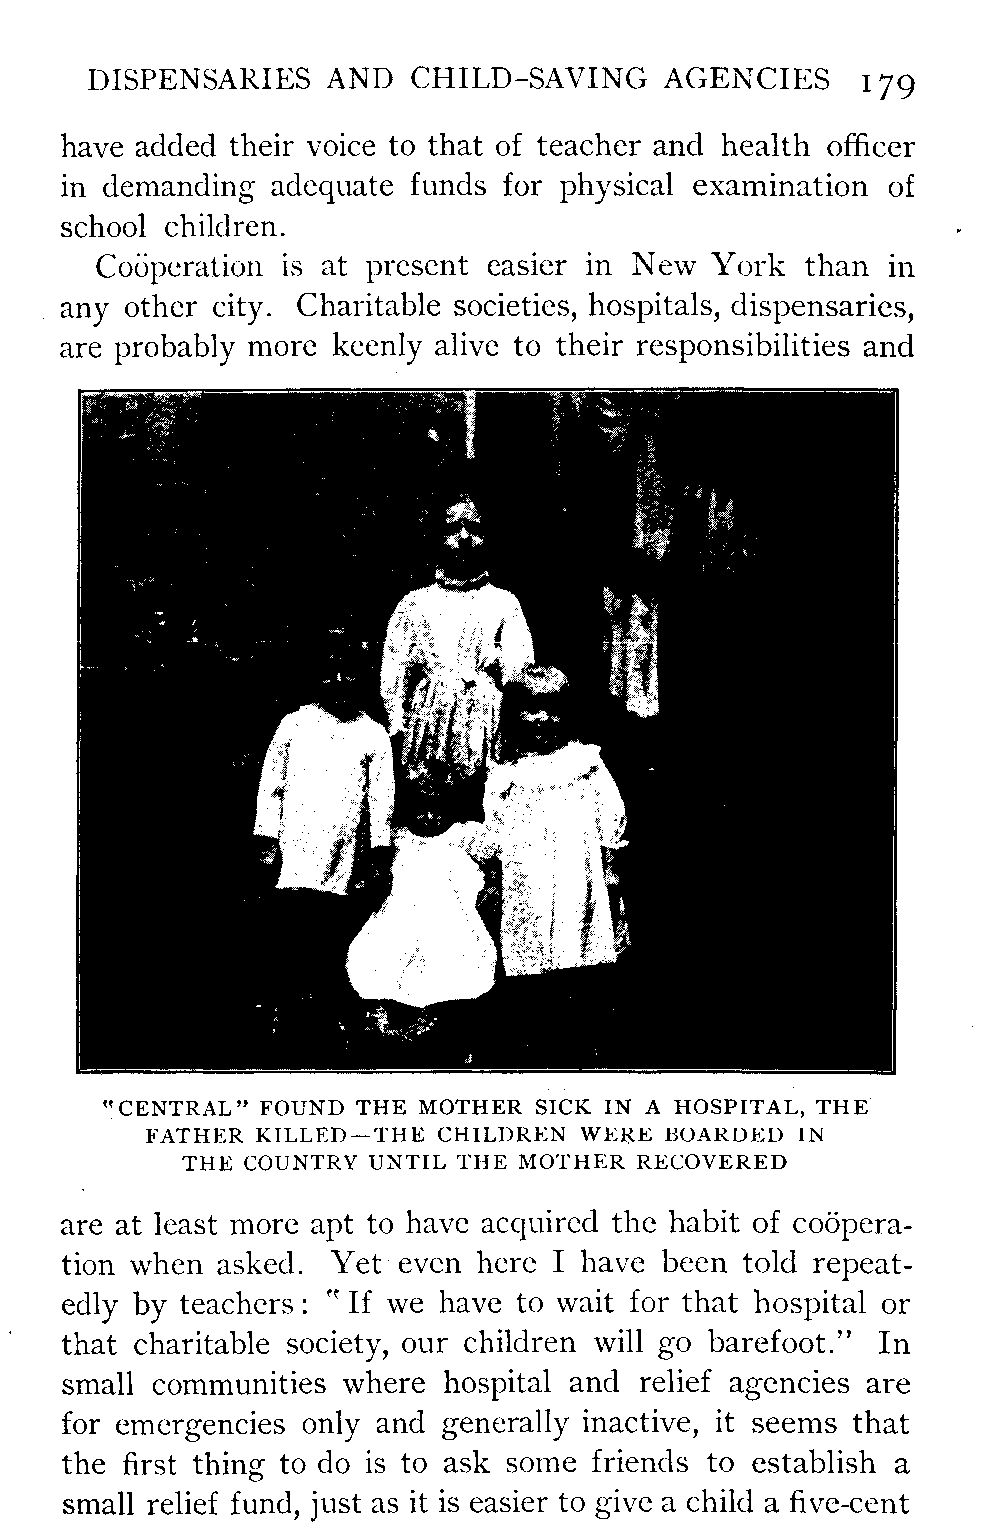 DISPENSARIES AND CHILD-SAVING AGENCIES 179
have added their voice to that of teacher and health officer
in demanding adequate funds for physical examination of
school children.
Coöperation is at present easier in New York than in
any other city. Charitable societies, hospitals, dispensaries,
are probably more keenly alive to their responsibilities and
"CENTRAL" FOUND THE MOTHER SICK IN A HOSPITAL, THE
FATHER KILLED—THE CHILDREN WERE BOARDED IN
THE COUNTRY UNTIL THE MOTHER RECOVERED
are at least more apt to have acquired the habit of coöpera-
tion when asked. Yet even here I have been told repeat-
edly by teachers: "If we have to wait for that hospital or
that charitable society, our children will go barefoot." In
small communities where hospital and relief agencies are
for emergencies only and generally inactive, it seems that
the first thing to do is to ask some friends to establish a
small relief fund, just as it is easier to give a child a five-cent